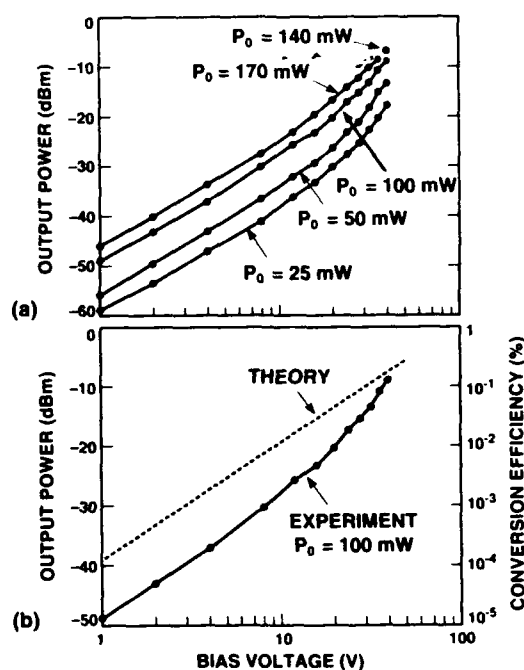 (a)
OUTPUT POWER (dBm)
0
-10
-20
-30
-40
-50
-60
P₀ = 140 mW
P₀ = 170 mW
P₀ = 100 mW
P₀ = 50 mW
P₀ = 25 mW
(b)
OUTPUT POWER (dBm)
0
-10
-20
-30
-40
-50
THEORY
EXPERIMENT
P₀ = 100 mW
1
10⁻¹
10⁻²
10⁻³
10⁻⁴
10⁻⁵
CONVERSION EFFICIENCY (%)
1
10
100
BIAS VOLTAGE (V)